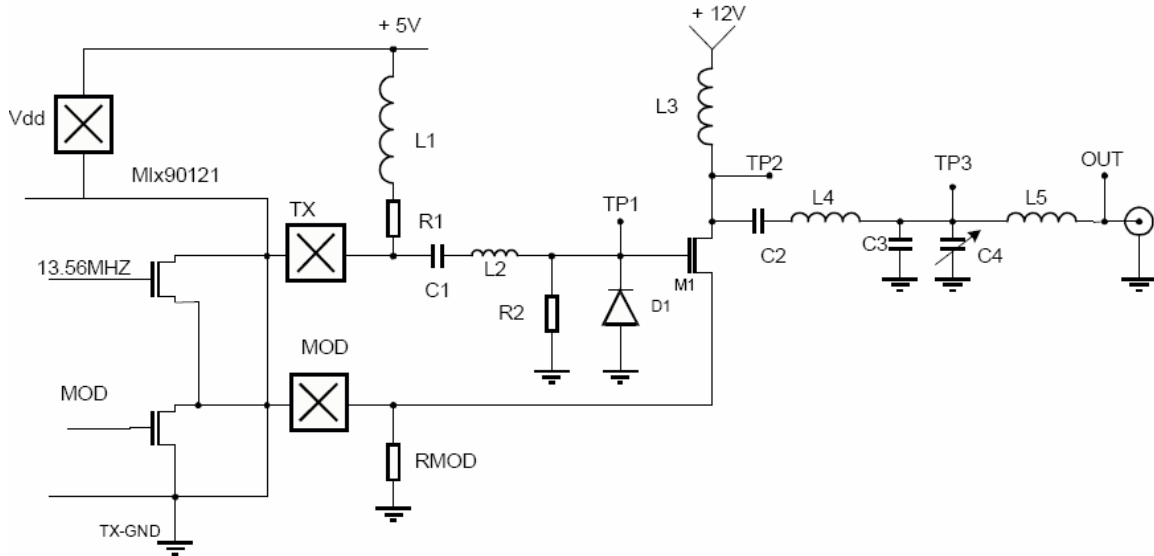 + 12V
+ 5V
L3
Vdd
L1
TP2
TP3
OUT
Mlx90121
TX
R1
TP1
L4
L5
13.56MHZ
C1
L2
M1
C2
C3
C4
R2
D1
MOD
MOD
RMOD
TX-GND